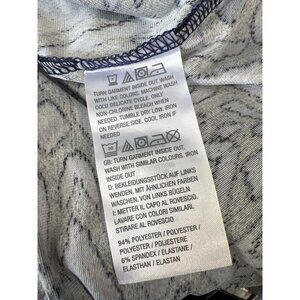 TURN GARMENT INSIDE OUT. WASH
WITH LIKE COLORS. MACHINE WASH
COLD DELICATE CYCLE. ONLY
NON-CHLORINE BLEACH WHEN
NEEDED. TUMBLE DRY LOW. IRON
ON REVERSE SIDE. COOL IRON IF
NEEDED
GB: TURN GARMENT INSIDE OUT.
WASH WITH SIMILAR COLOURS. IRON
INSIDE OUT
D: BEKLEIDUNGSSTÜCK AUF LINKS
WENDEN. MIT ÄHNLICHEN FARBEN
WASCHEN. VON LINKS BÜGELN
I: METTER IL CAPO AL ROVESCIO.
LAVARE CON COLORI SIMILARI.
STIRARE AL ROVESCIO.
94% POLYESTER / POLYESTER /
POLYESTER / POLIESTERE
6% SPANDEX / ÉLASTANE /
ELASTHAN / ELASTAN